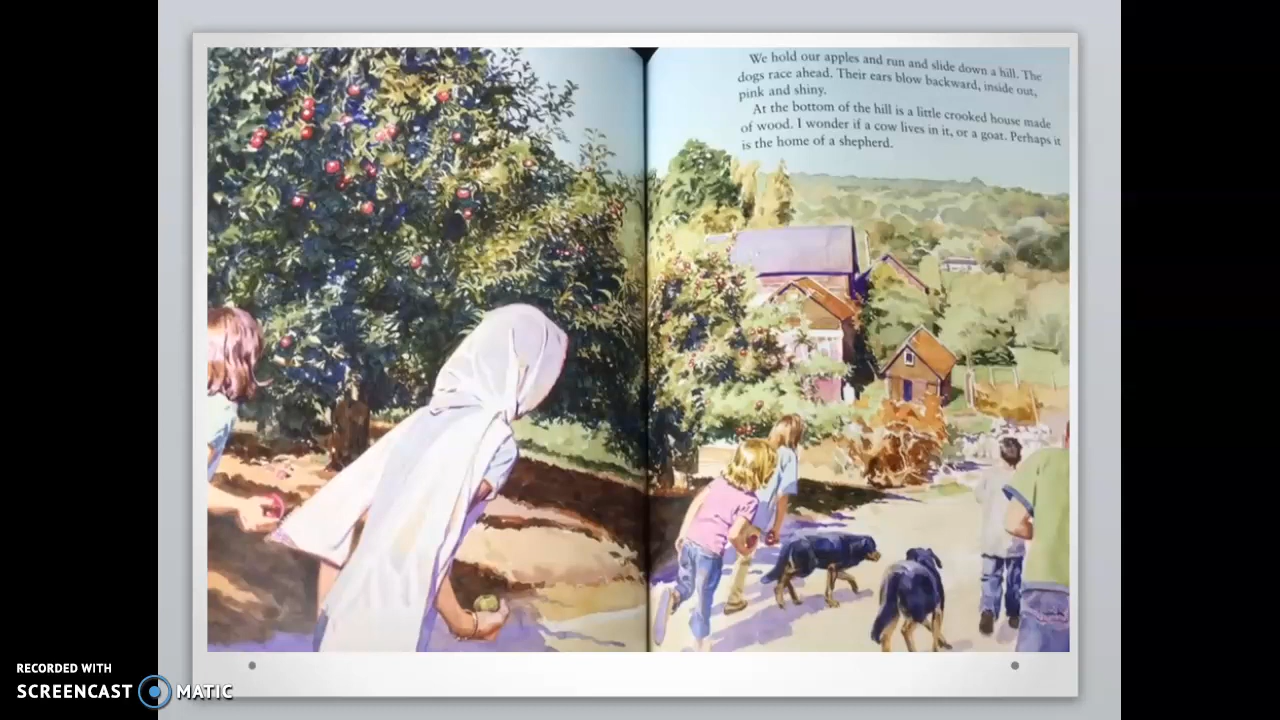 We hold our apples and run and slide down a hill. The
dogs race ahead. Their ears blow backward, inside out,
pink and shiny.
At the bottom of the hill is a little crooked house made
of wood. I wonder if a cow lives in it, or a goat. Perhaps it
is the home of a shepherd.
RECORDED WITH
SCREENCAST MATIC